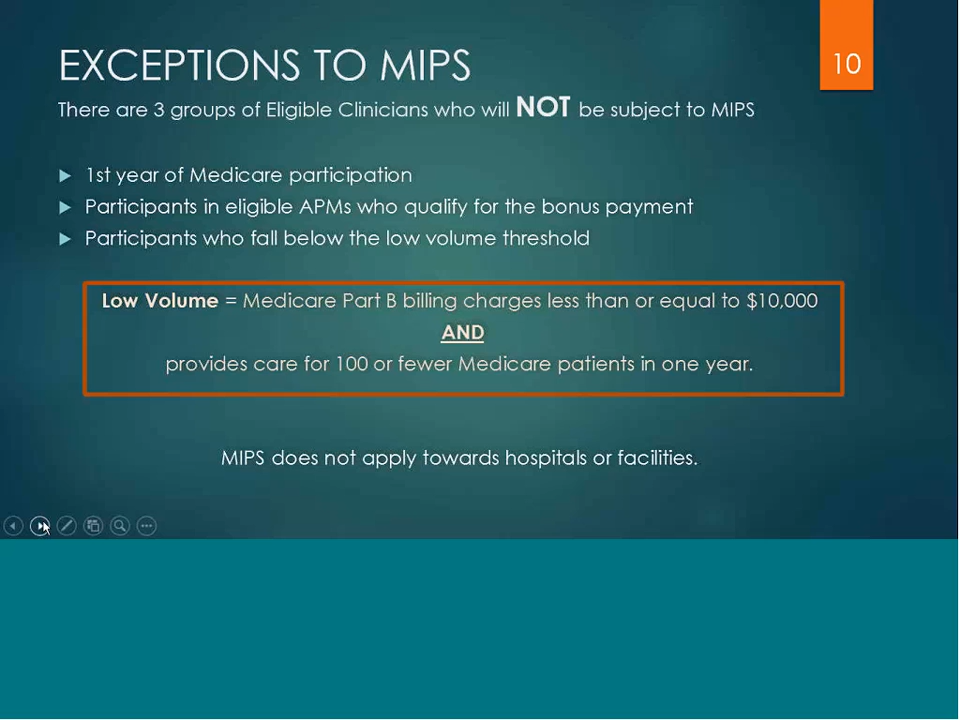 EXCEPTIONS TO MIPS
10
There are 3 groups of Eligible Clinicians who will NOT be subject to MIPS
1st year of Medicare participation
Participants in eligible APMs who qualify for the bonus payment
Participants who fall below the low volume threshold
Low Volume = Medicare Part B billing charges less than or equal to $10,000
AND
provides care for 100 or fewer Medicare patients in one year.
MIPS does not apply towards hospitals or facilities.